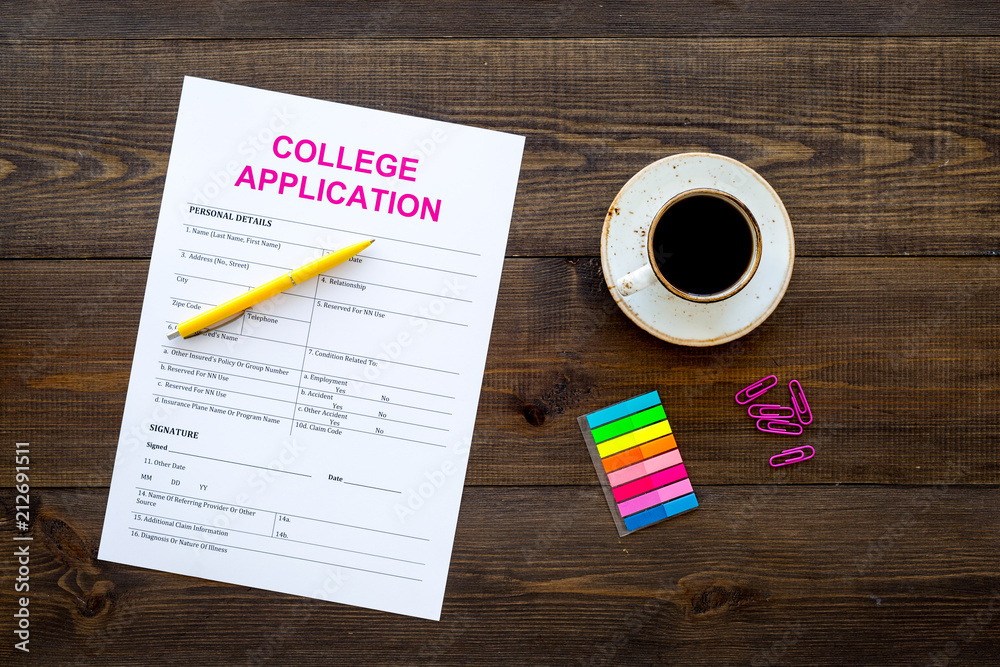 COLLEGE
APPLICATION
PERSONAL DETAILS
1. Name (Last Name, First Name)
Date
3. Address (No., Street)
4. Relationship
City
5. Reserved For NN Use
Zipe Code
Telephone
6.
Name
7. Condition Related To:
a. Other Insured's Policy Or Group Number
a. Employment
Yes No
b. Reserved For NN Use
b. Accident
Yes No
c. Reserved For NN Use
c. Other Accident
Yes No
d. Insurance Plane Name Or Program Name
10d. Claim Code
SIGNATURE
Signed
Date
11. Other Date
MM DD YY
14. Name Of Referring Provider Or Other
Source
14a.
14b.
15. Additional Claim Information
16. Diagnosis Or Nature Of Illness
212691511
Adobe Stock